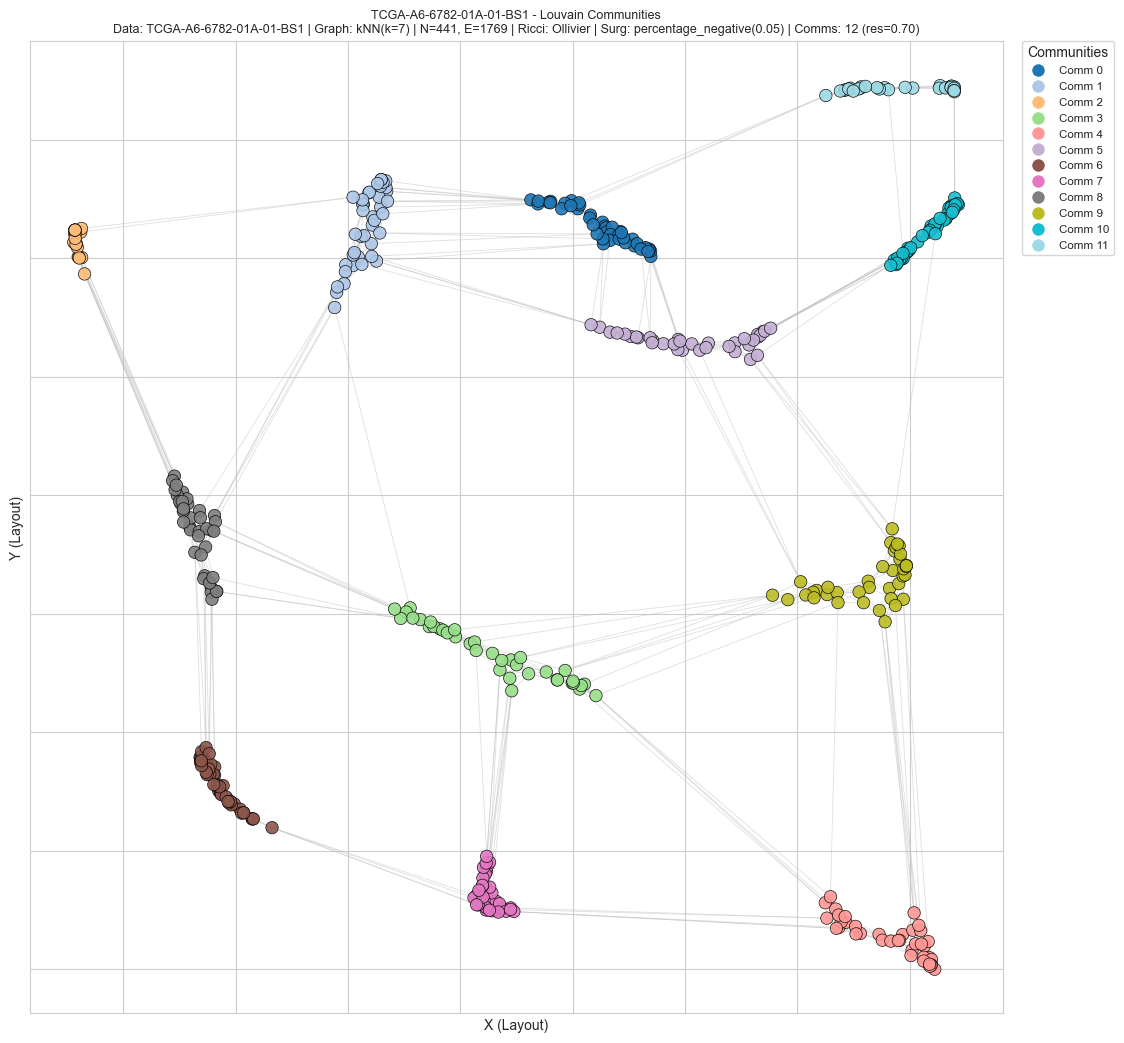 TCGA-A6-6782-01A-01-BS1 - Louvain Communities
Data: TCGA-A6-6782-01A-01-BS1 | Graph: kNN(k=7) | N=441, E=1769 | Ricci: Ollivier | Surg: percentage_negative(0.05) | Comms: 12 (res=0.70)
Communities
Comm 0
Comm 1
Comm 2
Comm 3
Comm 4
Comm 5
Comm 6
Comm 7
Comm 8
Comm 9
Comm 10
Comm 11
Y (Layout)
X (Layout)